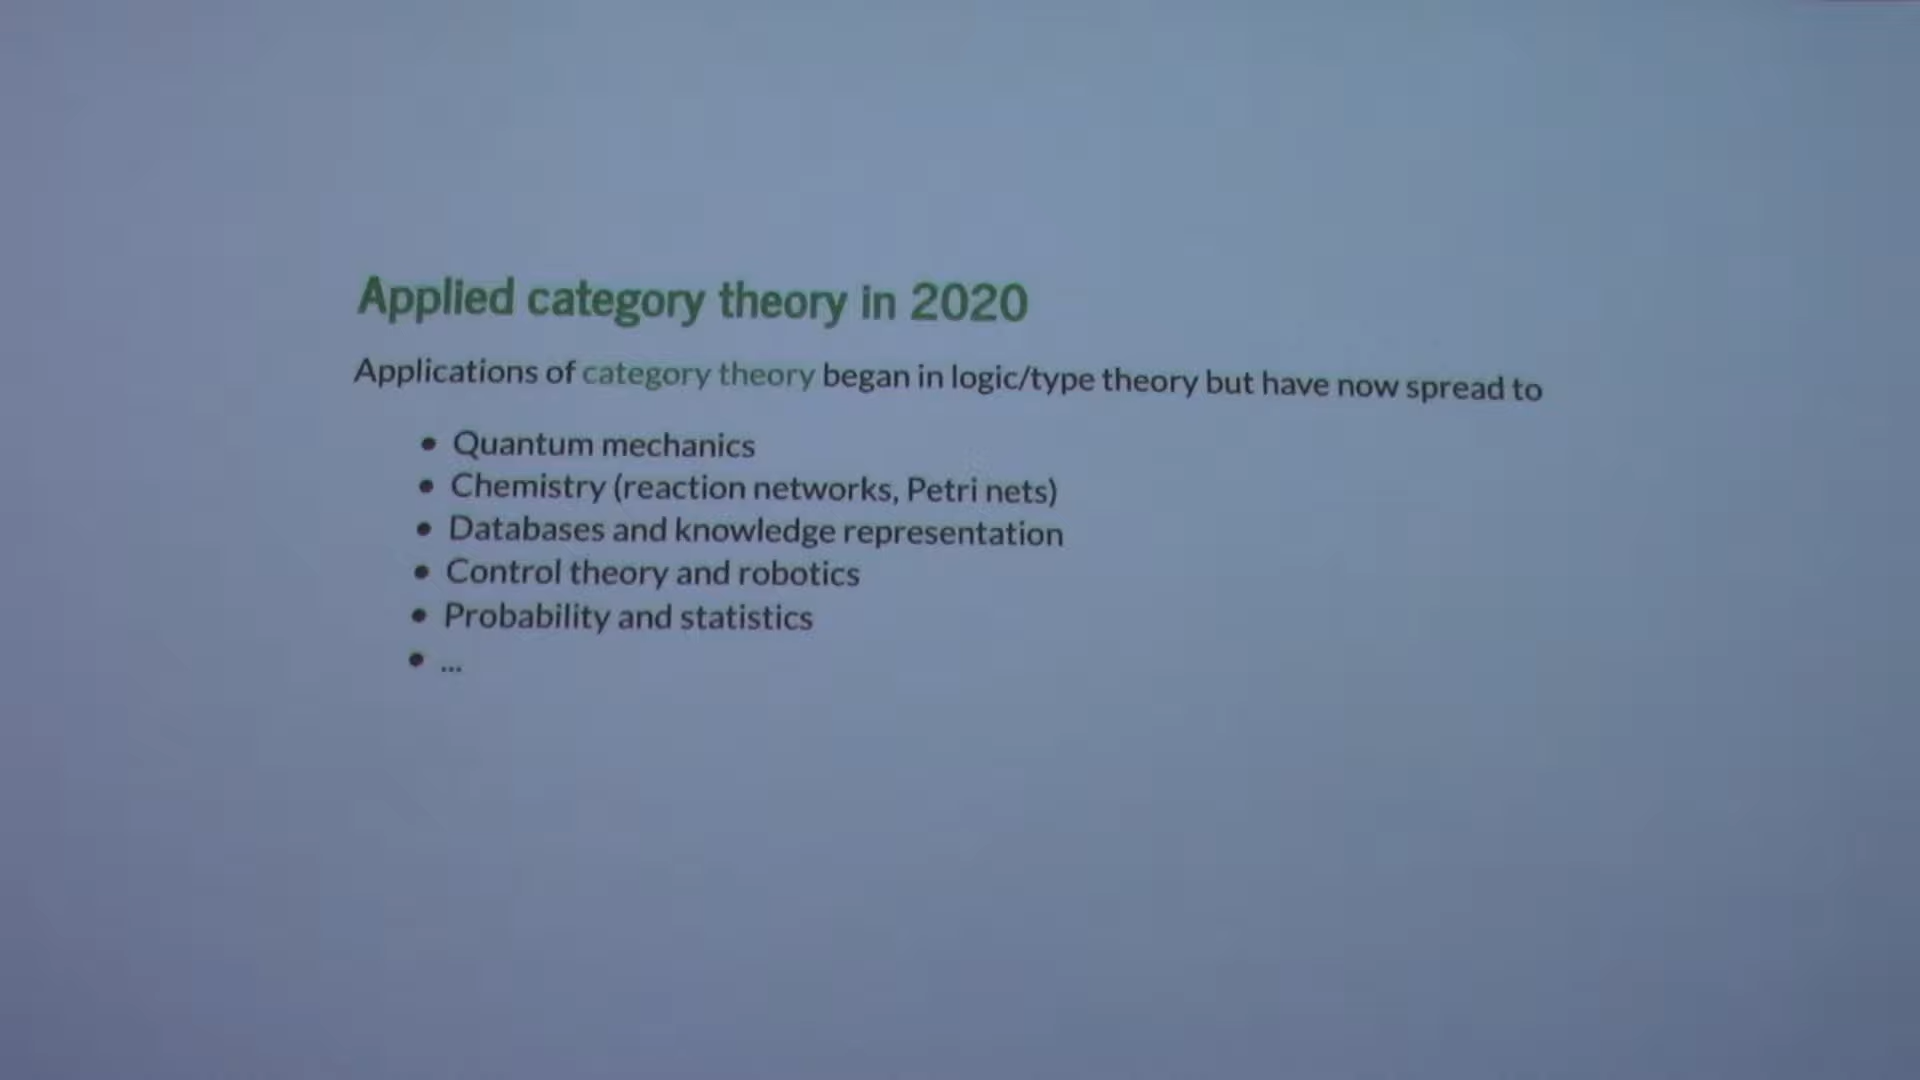 Applied category theory in 2020
Applications of category theory began in logic/type theory but have now spread to
• Quantum mechanics
• Chemistry (reaction networks, Petri nets)
• Databases and knowledge representation
• Control theory and robotics
• Probability and statistics
• ...